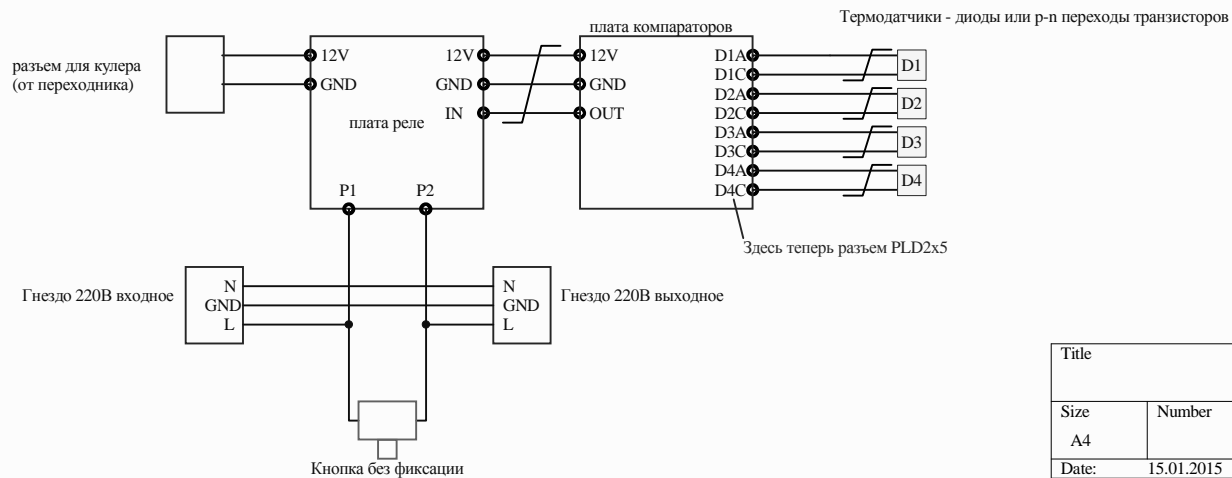 Термодатчики - диоды или p-n переходы транзисторов
плата компараторов
разъем для кулера
(от переходника)
12V
GND
плата реле
12V
GND
IN
P1
P2
12V
GND
OUT
D1A
D1C
D2A
D2C
D3A
D3C
D4A
D4C
D1
D2
D3
D4
Здесь теперь разъем PLD2x5
Гнездо 220В входное
N
GND
L
N
GND
L
Гнездо 220В выходное
Кнопка без фиксации
Title
Size
Number
A4
Date:
15.01.2015